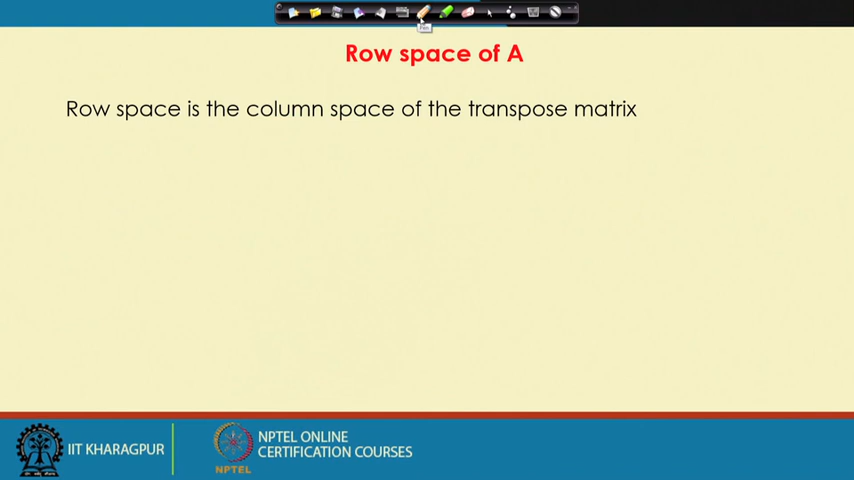 Row space of A
Row space is the column space of the transpose matrix
IIT KHARAGPUR
NPTEL
NPTEL ONLINE
CERTIFICATION COURSES